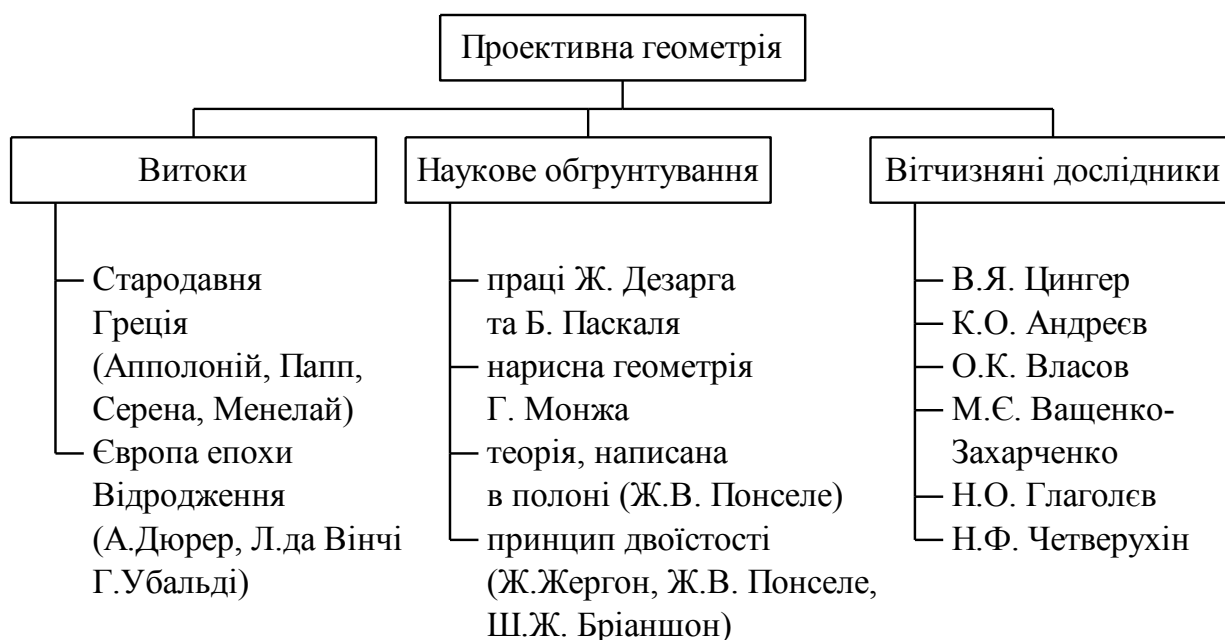 Проективна геометрія
Витоки
Стародавня
Греція
(Апполоній, Папп,
Серена, Менелай)
Європа епохи
Відродження
(А.Дюрер, Л.да Вінчі
Г.Убальді)
Наукове обгрунтування
праці Ж. Дезарга
та Б. Паскаля
нарисна геометрія
Г. Монжа
теорія, написана
в полоні (Ж.В. Понселе)
принцип двоїстості
(Ж.Жергон, Ж.В. Понселе,
Ш.Ж. Бріаншон)
Вітчизняні дослідники
В.Я. Цингер
К.О. Андреєв
О.К. Власов
М.Є. Ващенко-
Захарченко
Н.О. Глаголєв
Н.Ф. Четверухін